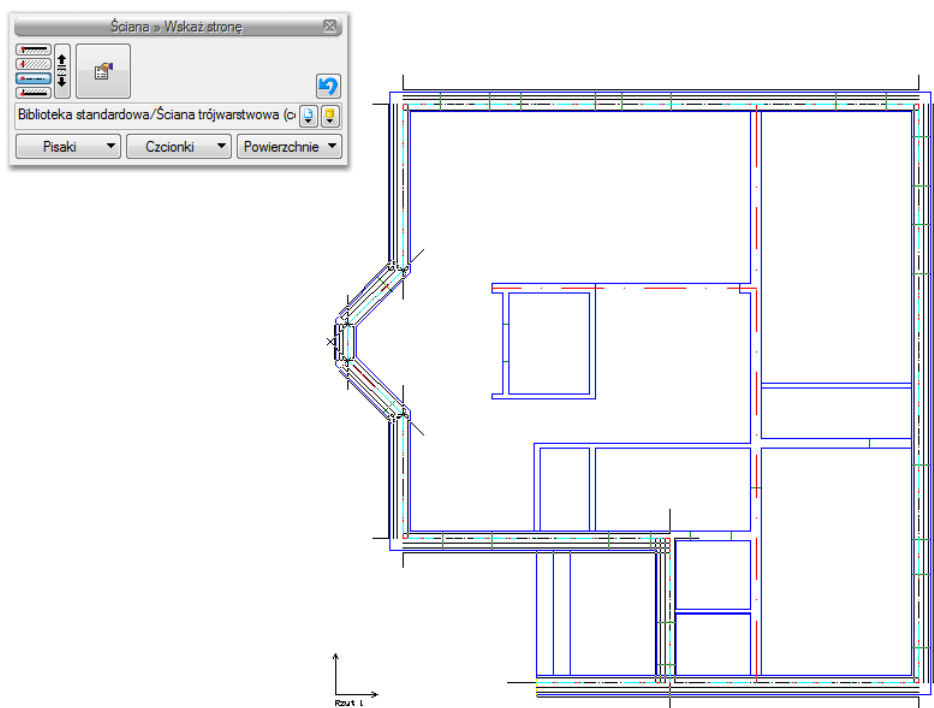 Ściana » Wskaż stronę
Biblioteka standardowa/Ściana trójwarstwowa (c
Pisaki
Czcionki
Powierzchnie
Rzut 1